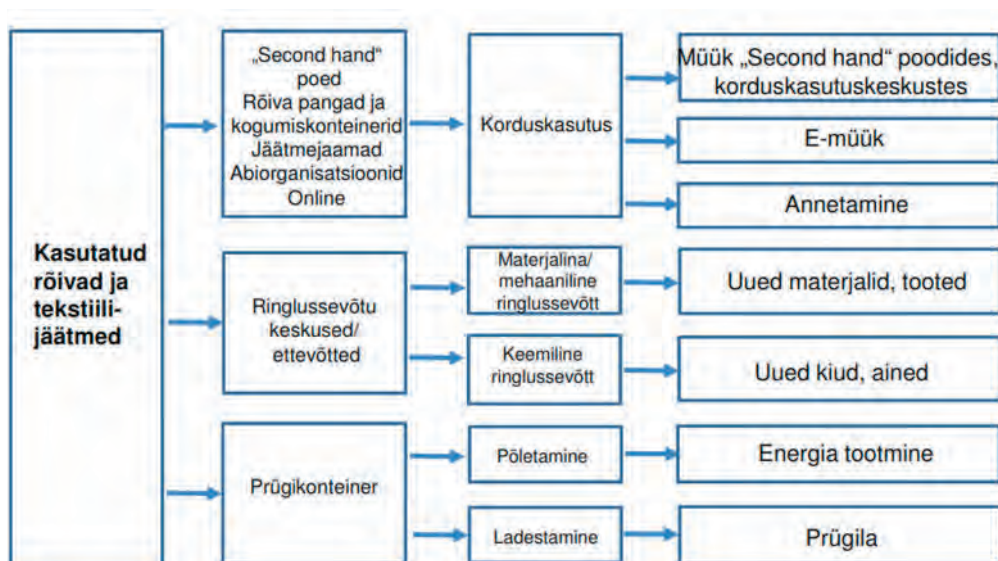 Kasutatud
rõivad ja
tekstiili-
jäätmed
„Second hand“
poed
Rõiva pangad ja
kogumiskonteinerid
Jäätmejaamad
Abiorganisatsioonid
Online
Korduskasutus
Müük „Second hand“ poodides,
korduskasutuskeskustes
E-müük
Annetamine
Ringlussevõtu
keskused/
ettevõtted
Materjalina/
mehaaniline
ringlussevõtt
Uued materjalid, tooted
Keemiline
ringlussevõtt
Uued kiud, ained
Prügikonteiner
Põletamine
Energia tootmine
Ladestamine
Prügila